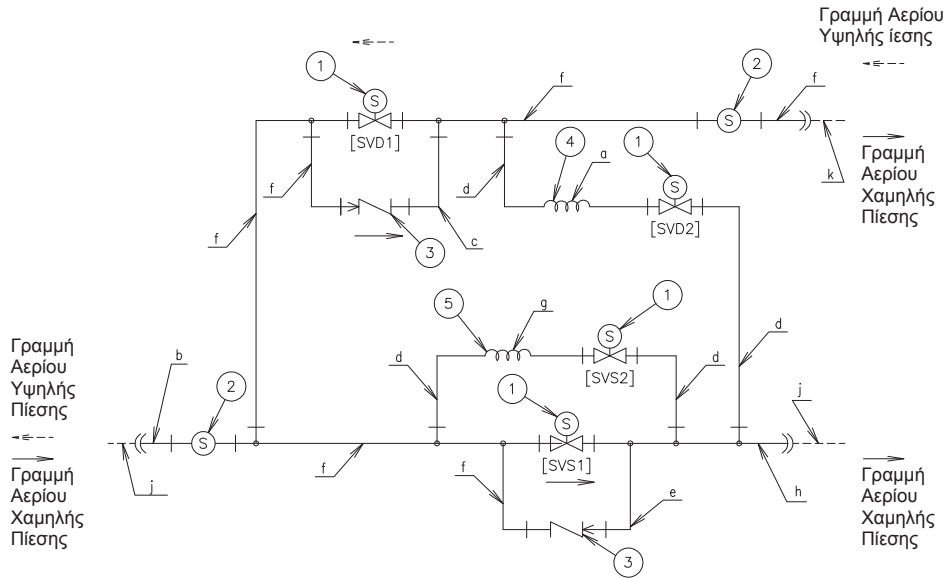 Γραμμή Αερίου
Υψηλής ίεσης
1
2
f
f
S
S
[SVD1]
1
4
a
k
Γραμμή
Αερίου
Χαμηλής
Πίεσης
f
d
S
f
c
3
[SVD2]
1
5
g
S
d
d
d
[SVS2]
Γραμμή
Αερίου
Υψηλής
Πίεσης
b
2
1
S
S
j
j
f
[SVS1]
f
e
h
Γραμμή
Αερίου
Χαμηλής
Πίεσης
Γραμμή
Αερίου
Χαμηλής
Πίεσης
3